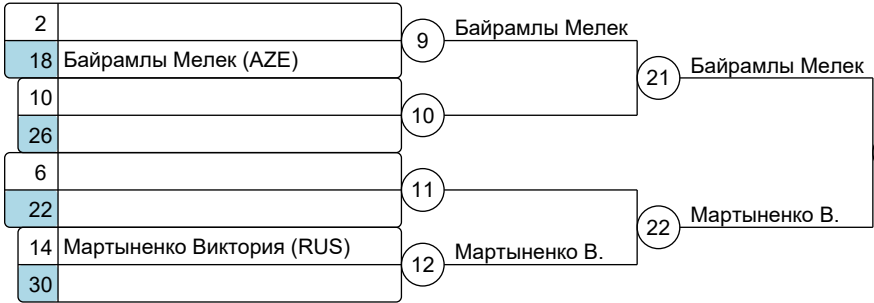 2
9 Байрамлы Мелек
18 Байрамлы Мелек (AZE)
21 Байрамлы Мелек
10
10
26
6
11
22
22 Мартыненко В.
14 Мартыненко Виктория (RUS)
12 Мартыненко В.
30